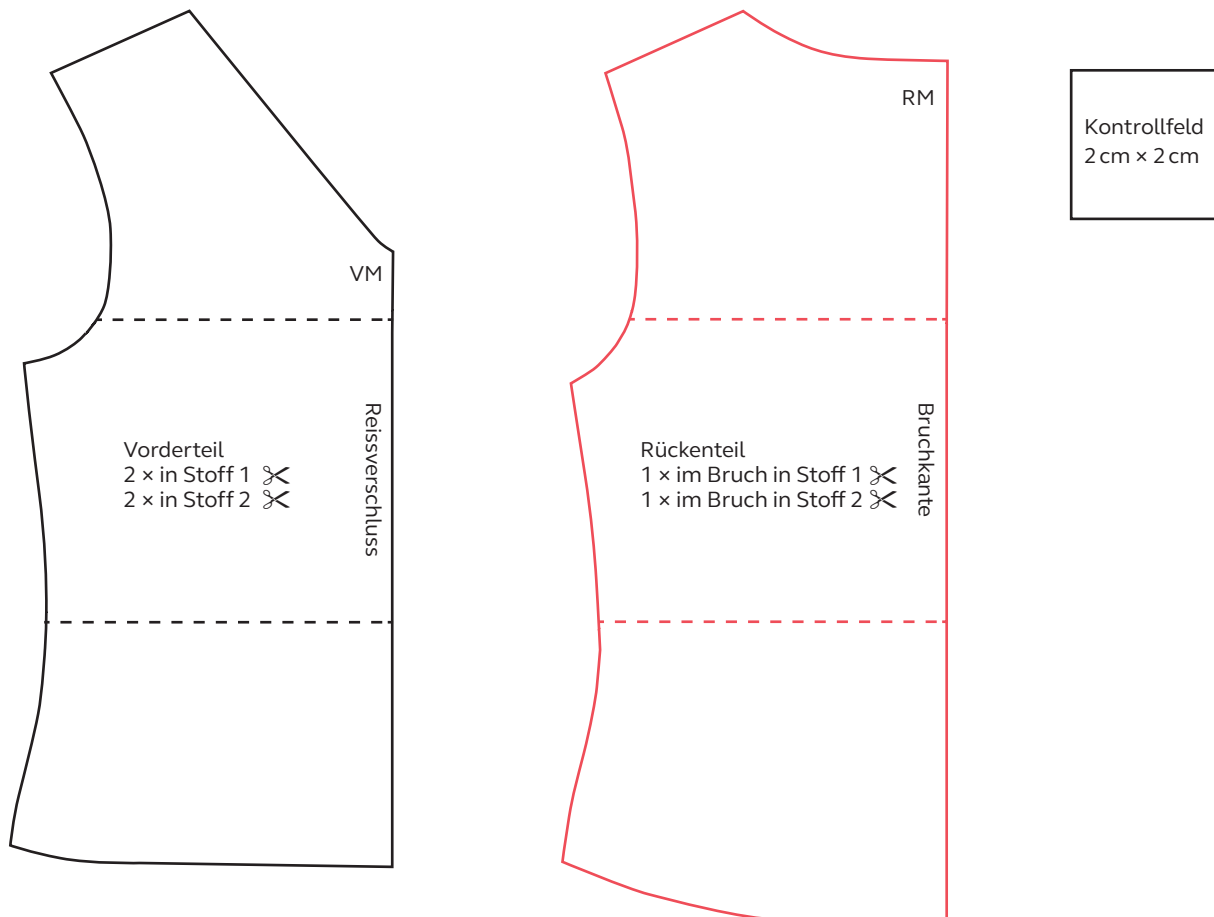 VM
Reissverschluss
Vorderteil
2 × in Stoff 1
2 × in Stoff 2
RM
Bruchkante
Rückenteil
1 × im Bruch in Stoff 1
1 × im Bruch in Stoff 2
Kontrollfeld
2 cm × 2 cm